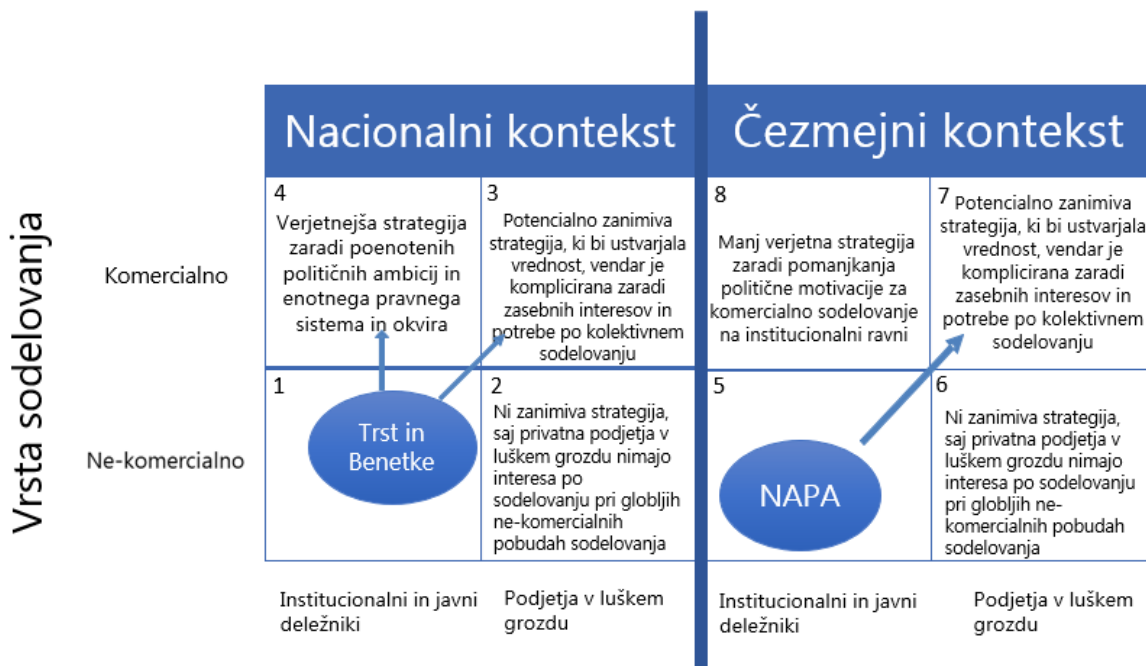 Nacionalni kontekst
Čezmejni kontekst
Vrsta sodelovanja
Komercialno
4
Verjetnejša strategija
zaradi poenotenih
političnih ambicij in
enotnega pravnega
sistema in okvira
3
Potencialno zanimiva
strategija, ki bi ustvarjala
vrednost, vendar je
komplicirana zaradi
zasebnih interesov in
potrebe po kolektivnem
sodelovanju
8
Manj verjetna strategija
zaradi pomanjkanja
politične motivacije za
komercialno sodelovanje
na institucionalni ravni
7
Potencialno zanimiva
strategija, ki bi ustvarjala
vrednost, vendar je
komplicirana zaradi
zasebnih interesov in
potrebe po kolektivnem
sodelovanju
Ne-komercialno
1
Trst in
Benetke
2
Ni zanimiva strategija,
saj privatna podjetja v
luškem grozdu nimajo
interesa po
sodelovanju pri globljih
ne-komercialnih
pobudah sodelovanja
5
NAPA
6
Ni zanimiva strategija,
saj privatna podjetja v
luškem grozdu nimajo
interesa po sodelovanju
pri globljih ne-
komercialnih pobudah
sodelovanja
Institucionalni in javni
deležniki
Podjetja v luškem
grozdu
Institucionalni in javni
deležniki
Podjetja v luškem
grozdu